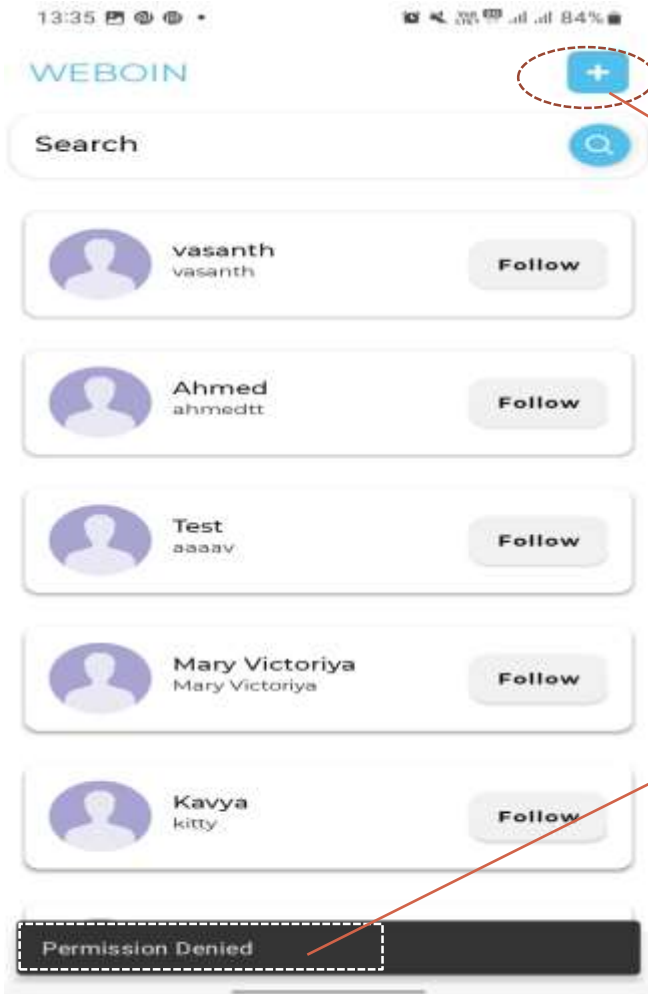 13:35
84%
WEBOIN
Search
vasanth
vasanth
Follow
Ahmed
ahmedtt
Follow
Test
aaaav
Follow
Mary Victoriya
Mary Victoriya
Follow
Kavya
kitty
Follow
Permission Denied